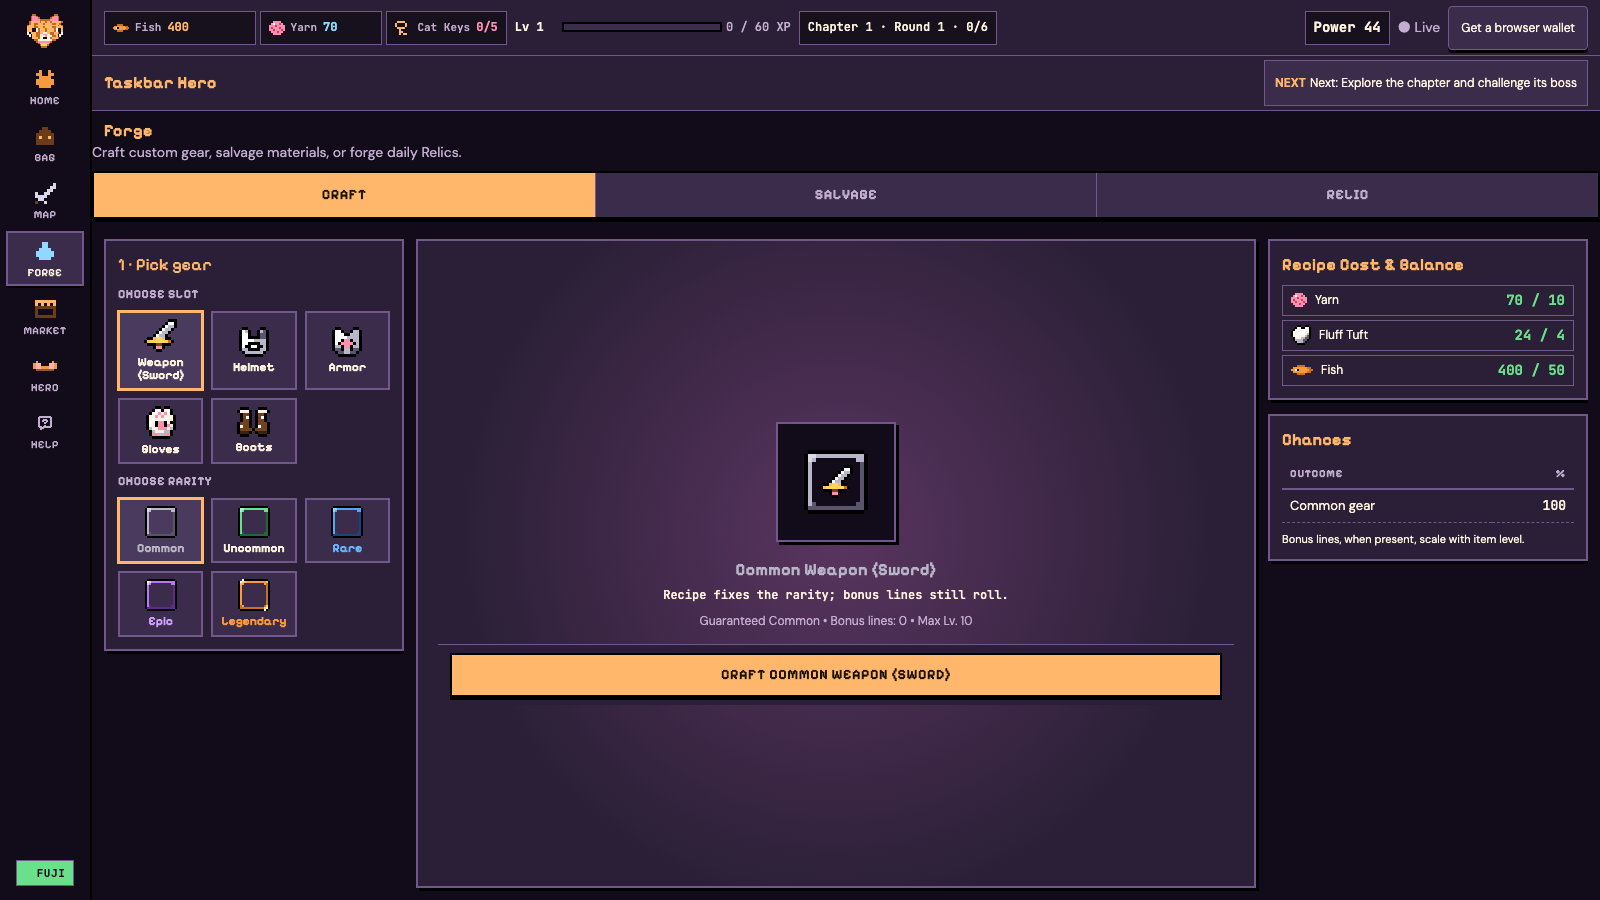 Fish 400
Yarn 70
Cat Keys 0/5
Lv 1
0 / 60 XP
Chapter 1 · Round 1 · 0/6
Power 44
Live
Get a browser wallet
HOME
BAG
MAP
FORGE
MARKET
HERO
HELP
FUJI
Taskbar Hero
NEXT Next: Explore the chapter and challenge its boss
Forge
Craft custom gear, salvage materials, or forge daily Relics.
CRAFT
SALVAGE
RELIC
1 · Pick gear
CHOOSE SLOT
Weapon
(Sword)
Helmet
Armor
Gloves
Boots
CHOOSE RARITY
Common
Uncommon
Rare
Epic
Legendary
Common Weapon (Sword)
Recipe fixes the rarity; bonus lines still roll.
Guaranteed Common • Bonus lines: 0 • Max Lv. 10
CRAFT COMMON WEAPON (SWORD)
Recipe Cost & Balance
Yarn 70 / 10
Fluff Tuft 24 / 4
Fish 400 / 50
Chances
OUTCOME %
Common gear 100
Bonus lines, when present, scale with item level.